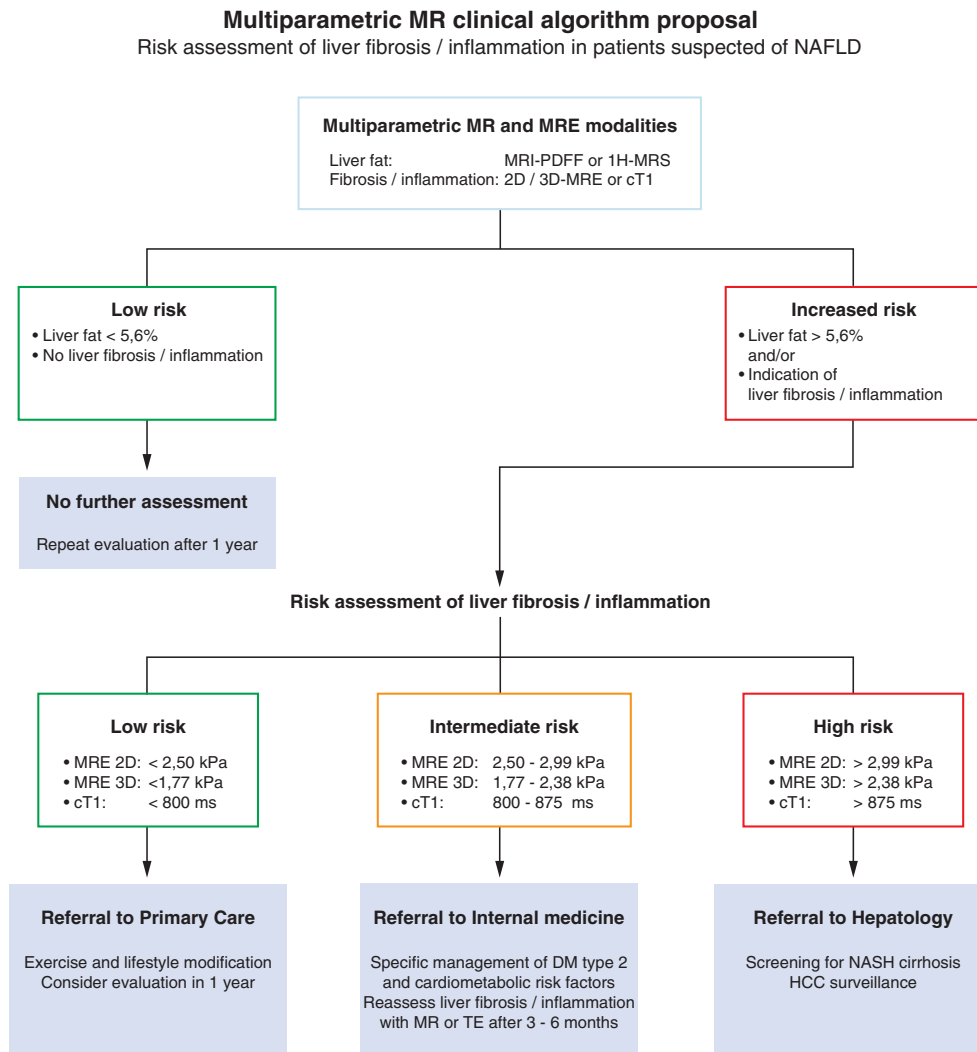 Multiparametric MR clinical algorithm proposal
Risk assessment of liver fibrosis / inflammation in patients suspected of NAFLD
Multiparametric MR and MRE modalities
Liver fat: MRI-PDFF or 1H-MRS
Fibrosis / inflammation: 2D / 3D-MRE or cT1
Low risk
• Liver fat < 5,6%
• No liver fibrosis / inflammation
Increased risk
• Liver fat > 5,6%
and/or
• Indication of
liver fibrosis / inflammation
No further assessment
Repeat evaluation after 1 year
Risk assessment of liver fibrosis / inflammation
Low risk
• MRE 2D: < 2,50 kPa
• MRE 3D: <1,77 kPa
• cT1: < 800 ms
Intermediate risk
• MRE 2D: 2,50 - 2,99 kPa
• MRE 3D: 1,77 - 2,38 kPa
• cT1: 800 - 875 ms
High risk
• MRE 2D: > 2,99 kPa
• MRE 3D: > 2,38 kPa
• cT1: > 875 ms
Referral to Primary Care
Exercise and lifestyle modification
Consider evaluation in 1 year
Referral to Internal medicine
Specific management of DM type 2
and cardiometabolic risk factors
Reassess liver fibrosis / inflammation
with MR or TE after 3 - 6 months
Referral to Hepatology
Screening for NASH cirrhosis
HCC surveillance